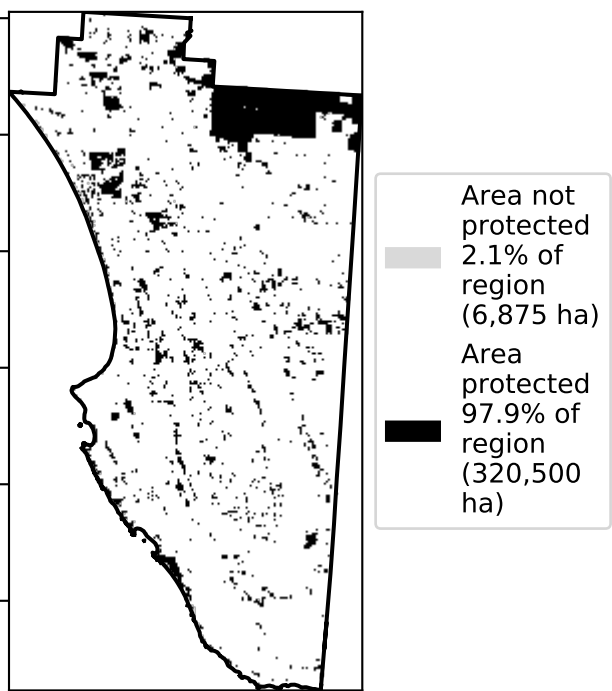 Area not
protected
2.1% of
region
(6,875 ha)
Area
protected
97.9% of
region
(320,500
ha)